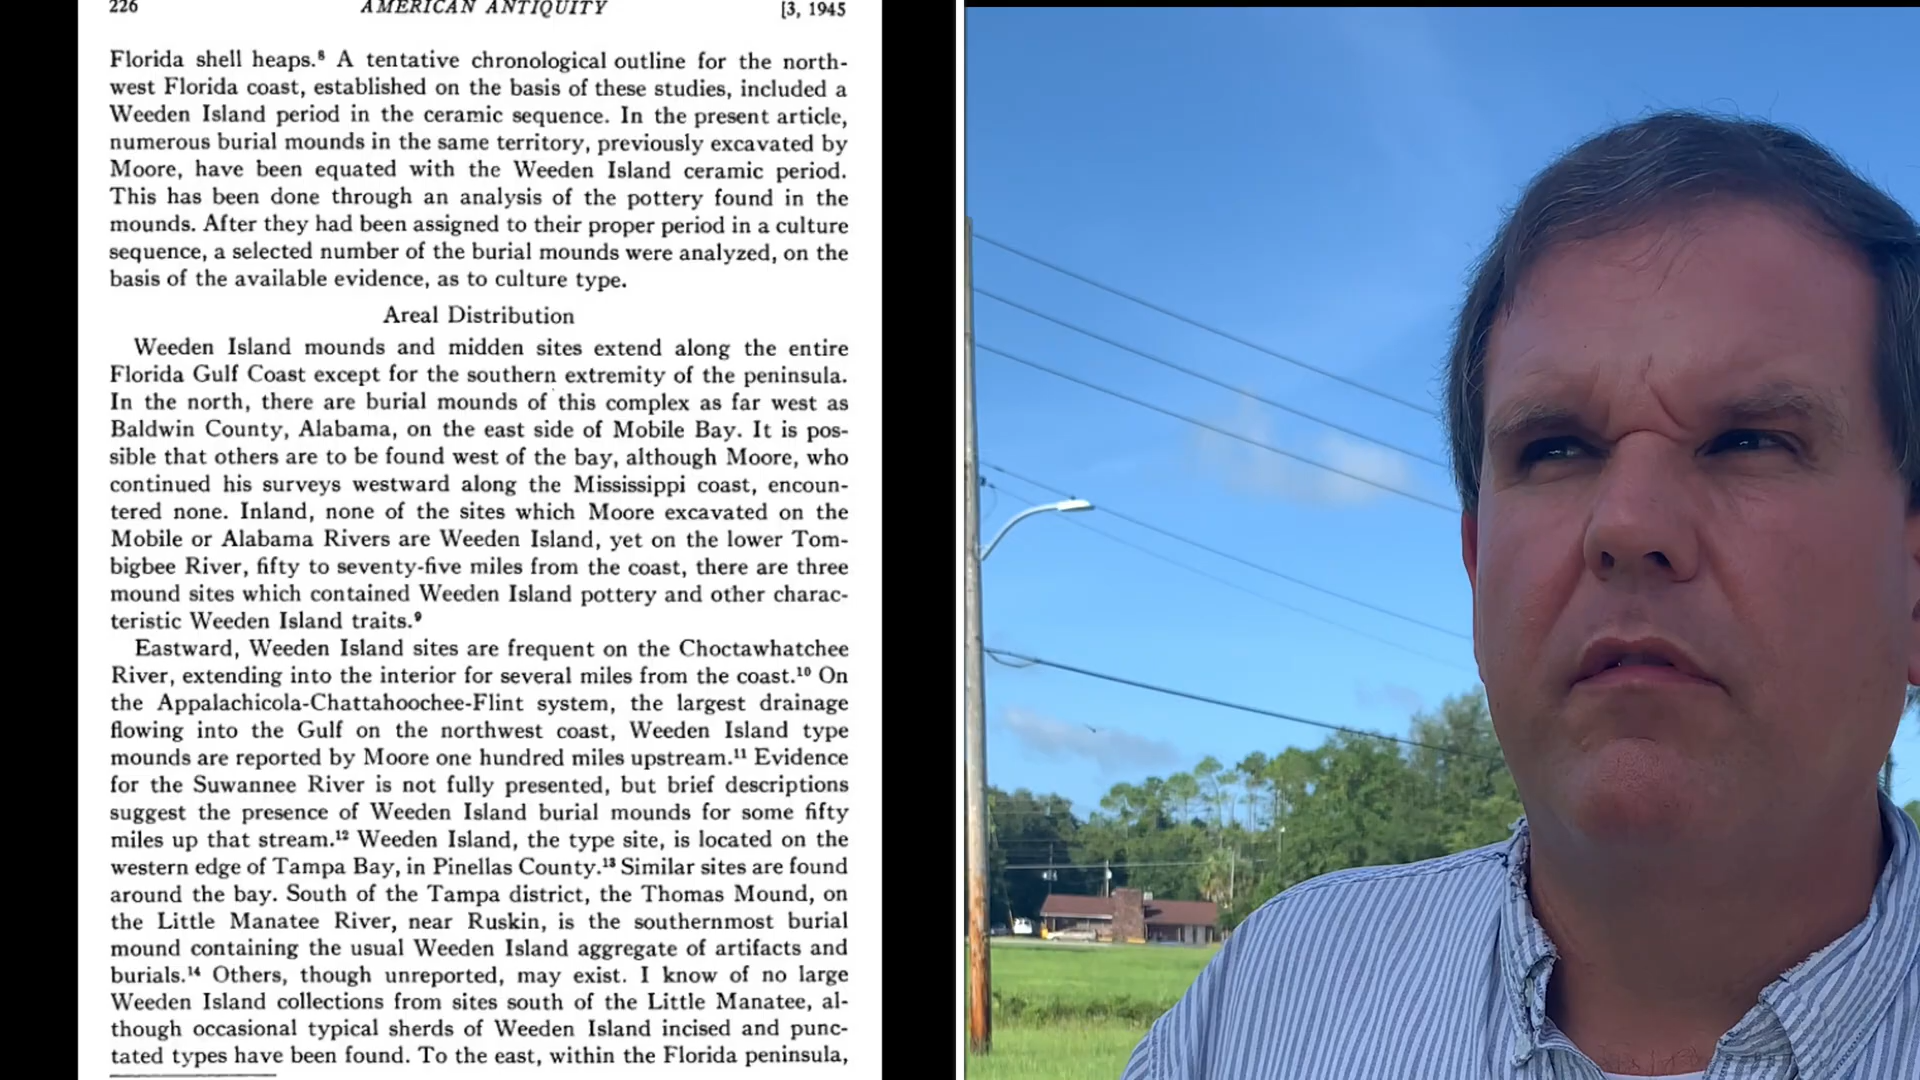 226 AMERICAN ANTIQUITY [3, 1945
Florida shell heaps.⁸ A tentative chronological outline for the north-
west Florida coast, established on the basis of these studies, included a
Weeden Island period in the ceramic sequence. In the present article,
numerous burial mounds in the same territory, previously excavated by
Moore, have been equated with the Weeden Island ceramic period.
This has been done through an analysis of the pottery found in the
mounds. After they had been assigned to their proper period in a culture
sequence, a selected number of the burial mounds were analyzed, on the
basis of the available evidence, as to culture type.
Areal Distribution
Weeden Island mounds and midden sites extend along the entire
Florida Gulf Coast except for the southern extremity of the peninsula.
In the north, there are burial mounds of this complex as far west as
Baldwin County, Alabama, on the east side of Mobile Bay. It is pos-
sible that others are to be found west of the bay, although Moore, who
continued his surveys westward along the Mississippi coast, encoun-
tered none. Inland, none of the sites which Moore excavated on the
Mobile or Alabama Rivers are Weeden Island, yet on the lower Tom-
bigbee River, fifty to seventy-five miles from the coast, there are three
mound sites which contained Weeden Island pottery and other charac-
teristic Weeden Island traits.⁹
Eastward, Weeden Island sites are frequent on the Choctawhatchee
River, extending into the interior for several miles from the coast.¹⁰ On
the Appalachicola-Chattahoochee-Flint system, the largest drainage
flowing into the Gulf on the northwest coast, Weeden Island type
mounds are reported by Moore one hundred miles upstream.¹¹ Evidence
for the Suwannee River is not fully presented, but brief descriptions
suggest the presence of Weeden Island burial mounds for some fifty
miles up that stream.¹² Weeden Island, the type site, is located on the
western edge of Tampa Bay, in Pinellas County.¹³ Similar sites are found
around the bay. South of the Tampa district, the Thomas Mound, on
the Little Manatee River, near Ruskin, is the southernmost burial
mound containing the usual Weeden Island aggregate of artifacts and
burials.¹⁴ Others, though unreported, may exist. I know of no large
Weeden Island collections from sites south of the Little Manatee, al-
though occasional typical sherds of Weeden Island incised and punc-
tated types have been found. To the east, within the Florida peninsula,